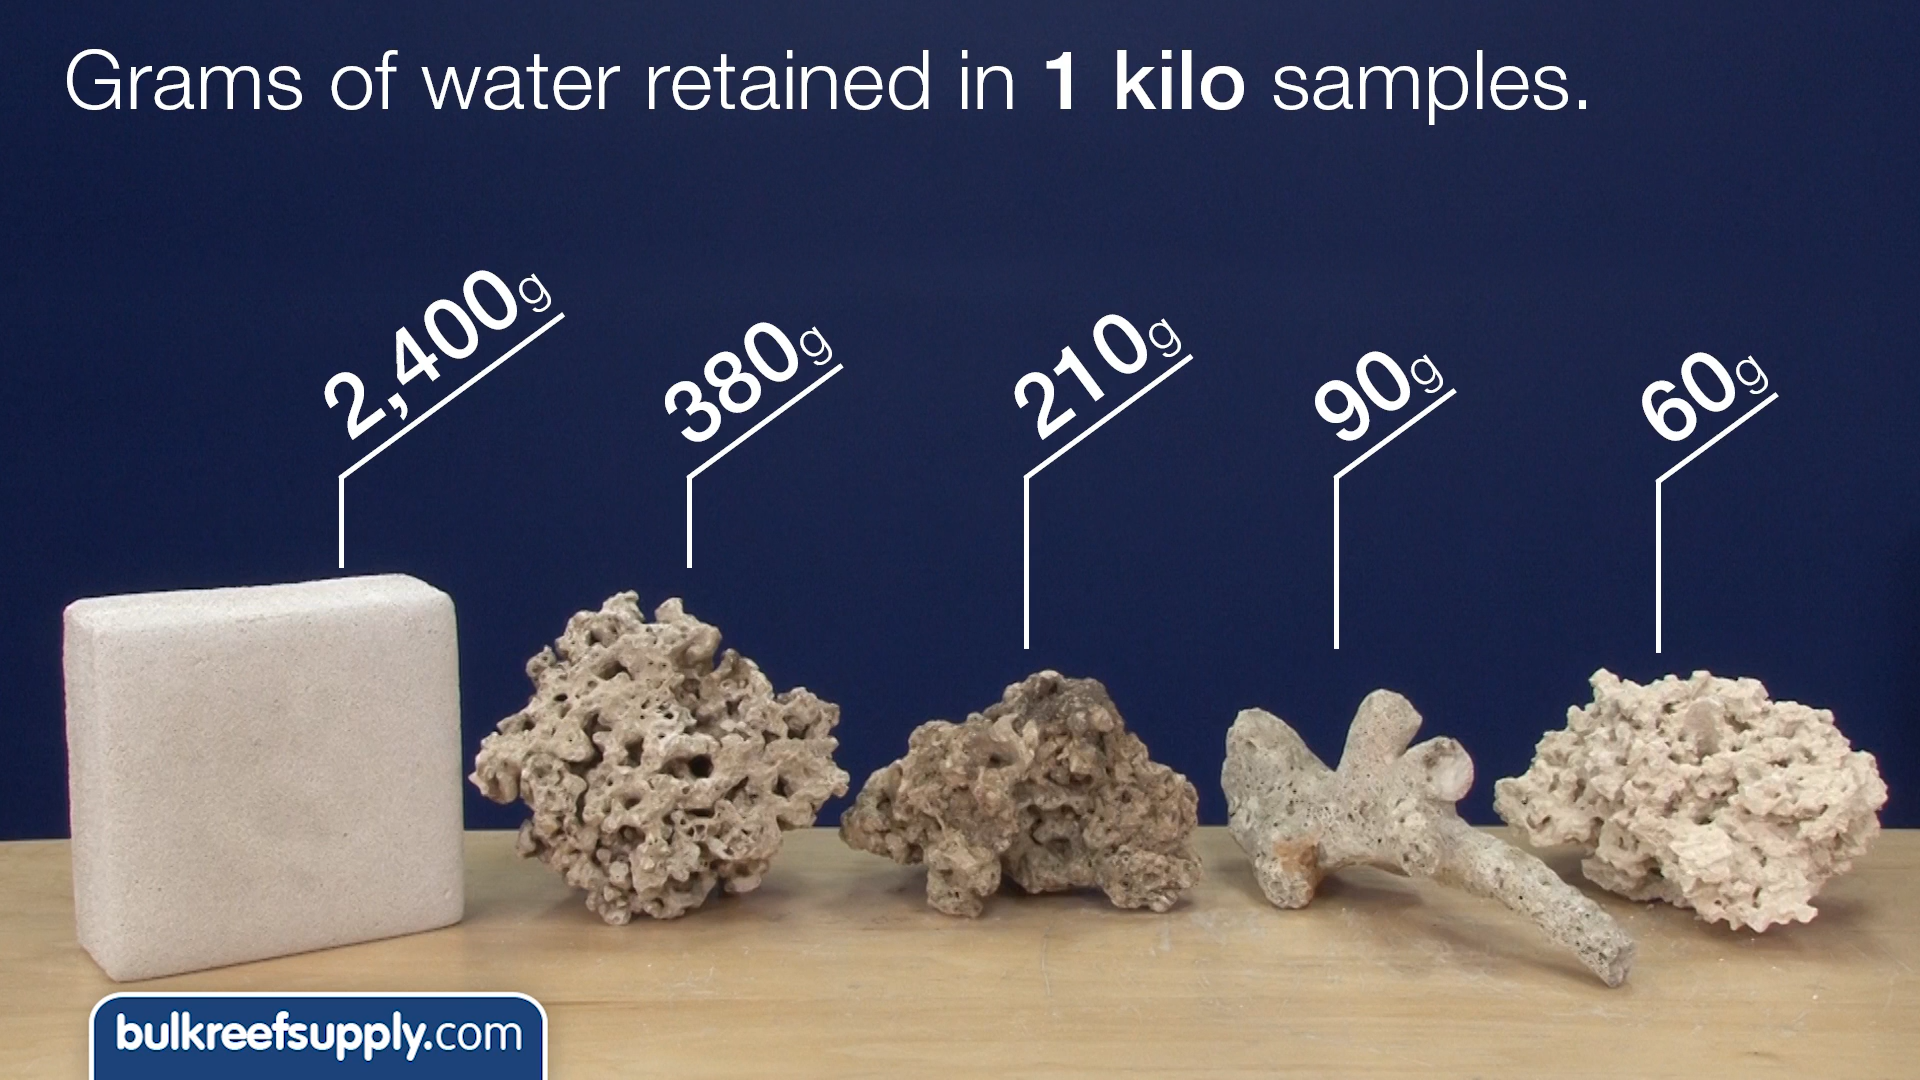 Grams of water retained in 1 kilo samples.
2,400g
380g
210g
90g
60g
bulkreefsupply.com